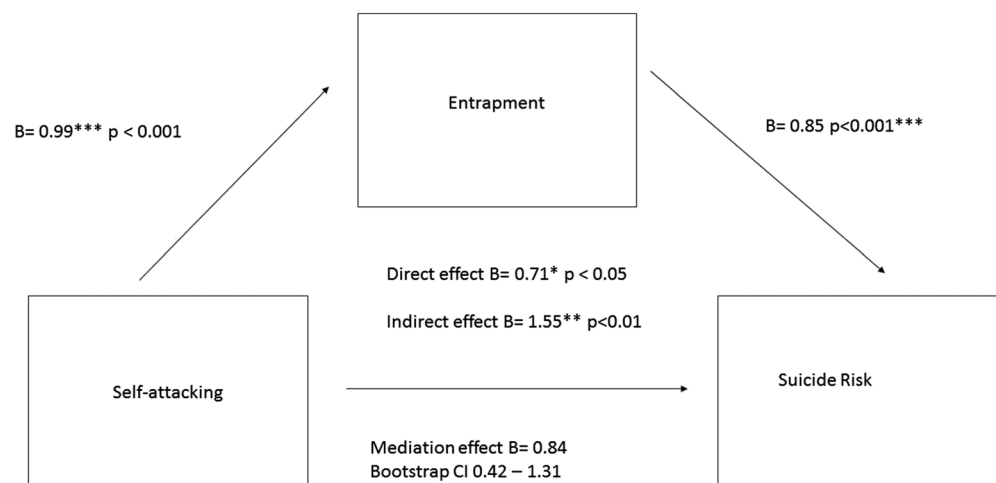 Entrapment
B= 0.99*** p < 0.001
B= 0.85 p<0.001***
Direct effect B= 0.71* p < 0.05
Indirect effect B= 1.55** p<0.01
Self-attacking
Suicide Risk
Mediation effect B= 0.84
Bootstrap CI 0.42 – 1.31